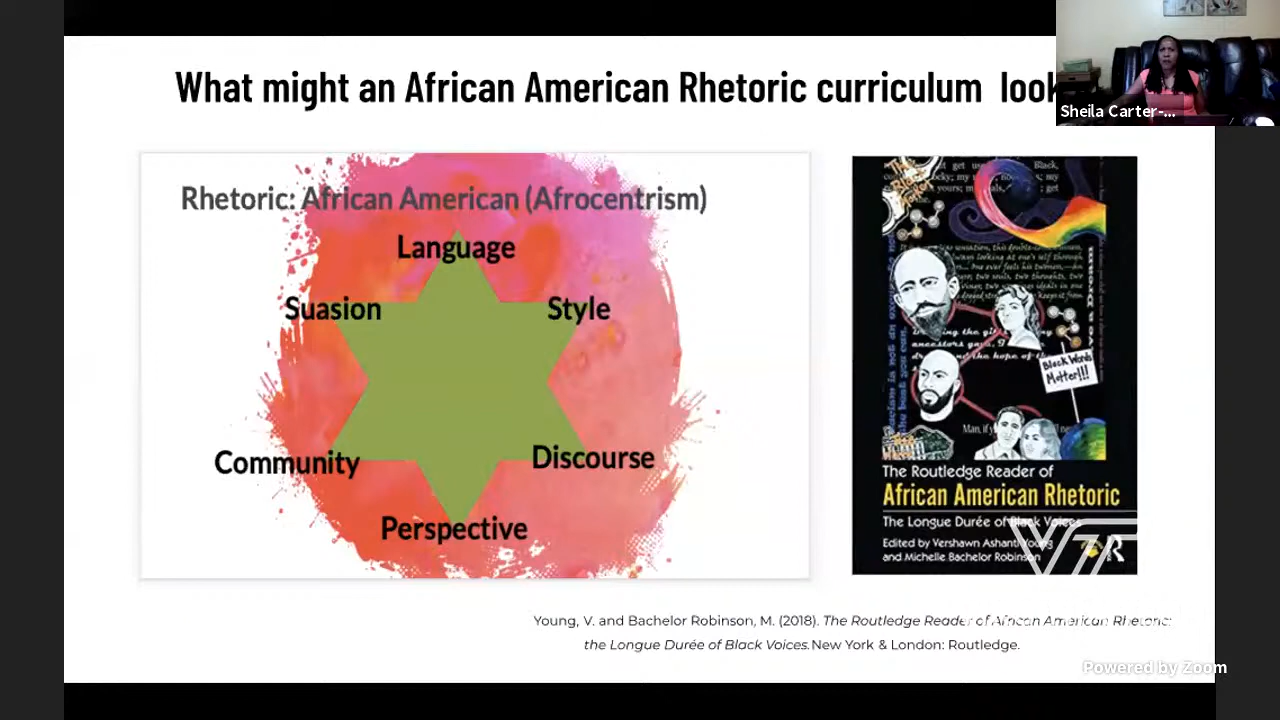 What might an African American Rhetoric curriculum look
Sheila Carter-...
Rhetoric: African American (Afrocentrism)
Language
Suasion
Style
Community
Discourse
Perspective
Black Words
Matter!!!
The Routledge Reader of
African American Rhetoric
The Longue Durée of Black Voices
Edited by Vershawn Ashanti Young
and Michelle Bachelor Robinson
Young, V. and Bachelor Robinson, M. (2018). The Routledge Reader of African American Rhetoric:
the Longue Durée of Black Voices.New York & London: Routledge.
Powered by Zoom